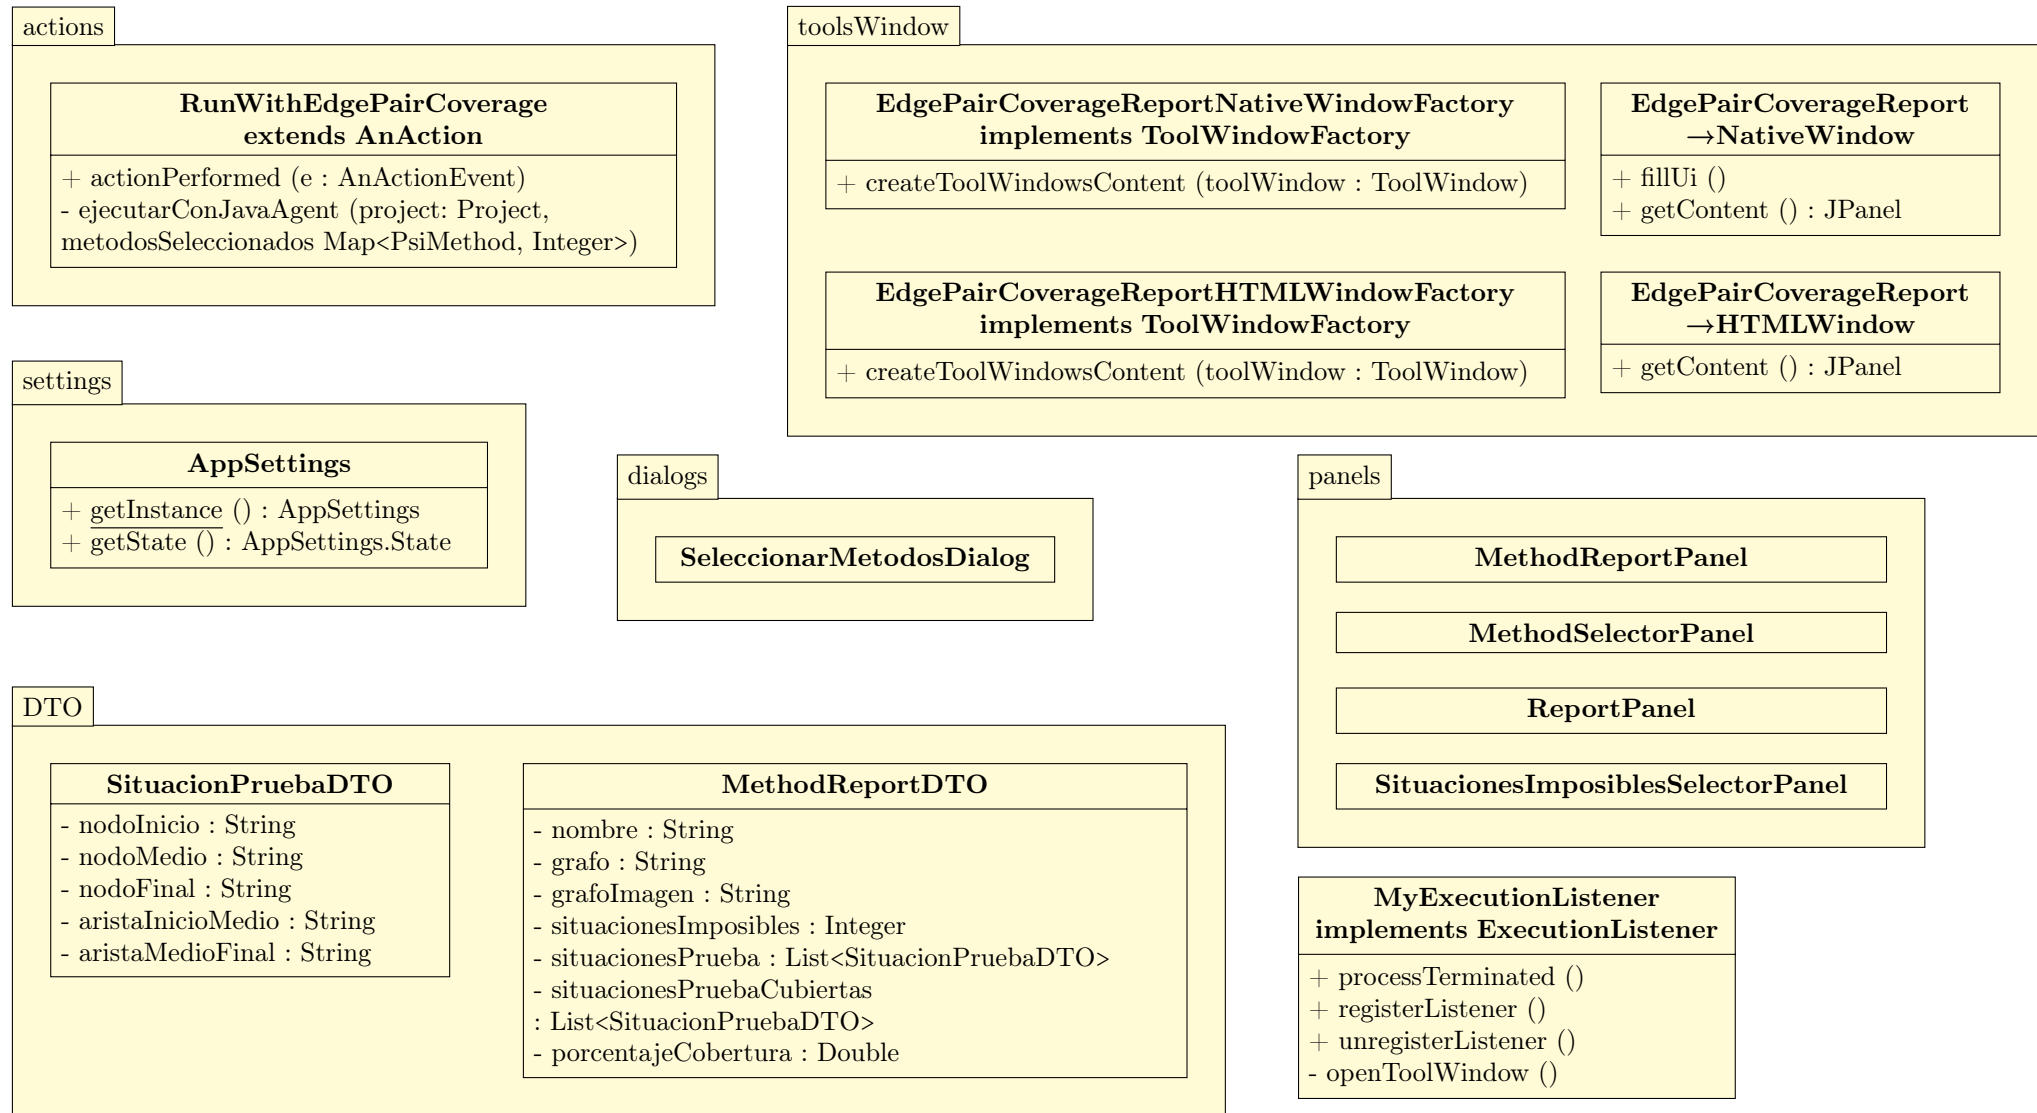 actions
RunWithEdgePairCoverage
extends AnAction
+ actionPerformed (e : AnActionEvent)
- ejecutarConJavaAgent (project: Project,
metodosSeleccionados Map<PsiMethod, Integer>)
toolsWindow
EdgePairCoverageReportNativeWindowFactory
implements ToolWindowFactory
+ createToolWindowsContent (toolWindow : ToolWindow)
EdgePairCoverageReport
→NativeWindow
+ fillUi ()
+ getContent () : JPanel
EdgePairCoverageReportHTMLWindowFactory
implements ToolWindowFactory
+ createToolWindowsContent (toolWindow : ToolWindow)
EdgePairCoverageReport
→HTMLWindow
+ getContent () : JPanel
settings
AppSettings
+ getInstance () : AppSettings
+ getState () : AppSettings.State
dialogs
SeleccionarMetodosDialog
panels
MethodReportPanel
MethodSelectorPanel
ReportPanel
SituacionesImposiblesSelectorPanel
DTO
SituacionPruebaDTO
- nodoInicio : String
- nodoMedio : String
- nodoFinal : String
- aristaInicioMedio : String
- aristaMedioFinal : String
MethodReportDTO
- nombre : String
- grafo : String
- grafoImagen : String
- situacionesImposibles : Integer
- situacionesPrueba : List<SituacionPruebaDTO>
- situacionesPruebaCubiertas
: List<SituacionPruebaDTO>
- porcentajeCobertura : Double
MyExecutionListener
implements ExecutionListener
+ processTerminated ()
+ registerListener ()
+ unregisterListener ()
- openToolWindow ()